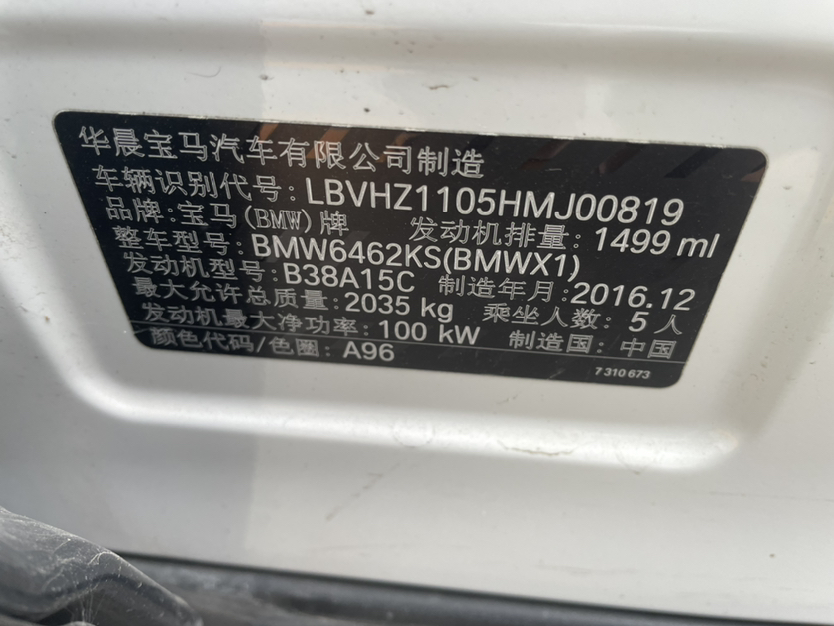 华晨宝马汽车有限公司制造
车辆识别代号：LBVHZ1105HMJ00819
品牌：宝马(BMW)牌 发动机排量：1499 ml
整车型号：BMW6462KS(BMWX1)
发动机型号：B38A15C 制造年月：2016.12
最大允许总质量：2035 kg 乘坐人数：5 人
发动机最大净功率：100 kW 制造国：中国
颜色代码/色圈：A96
7 310 673